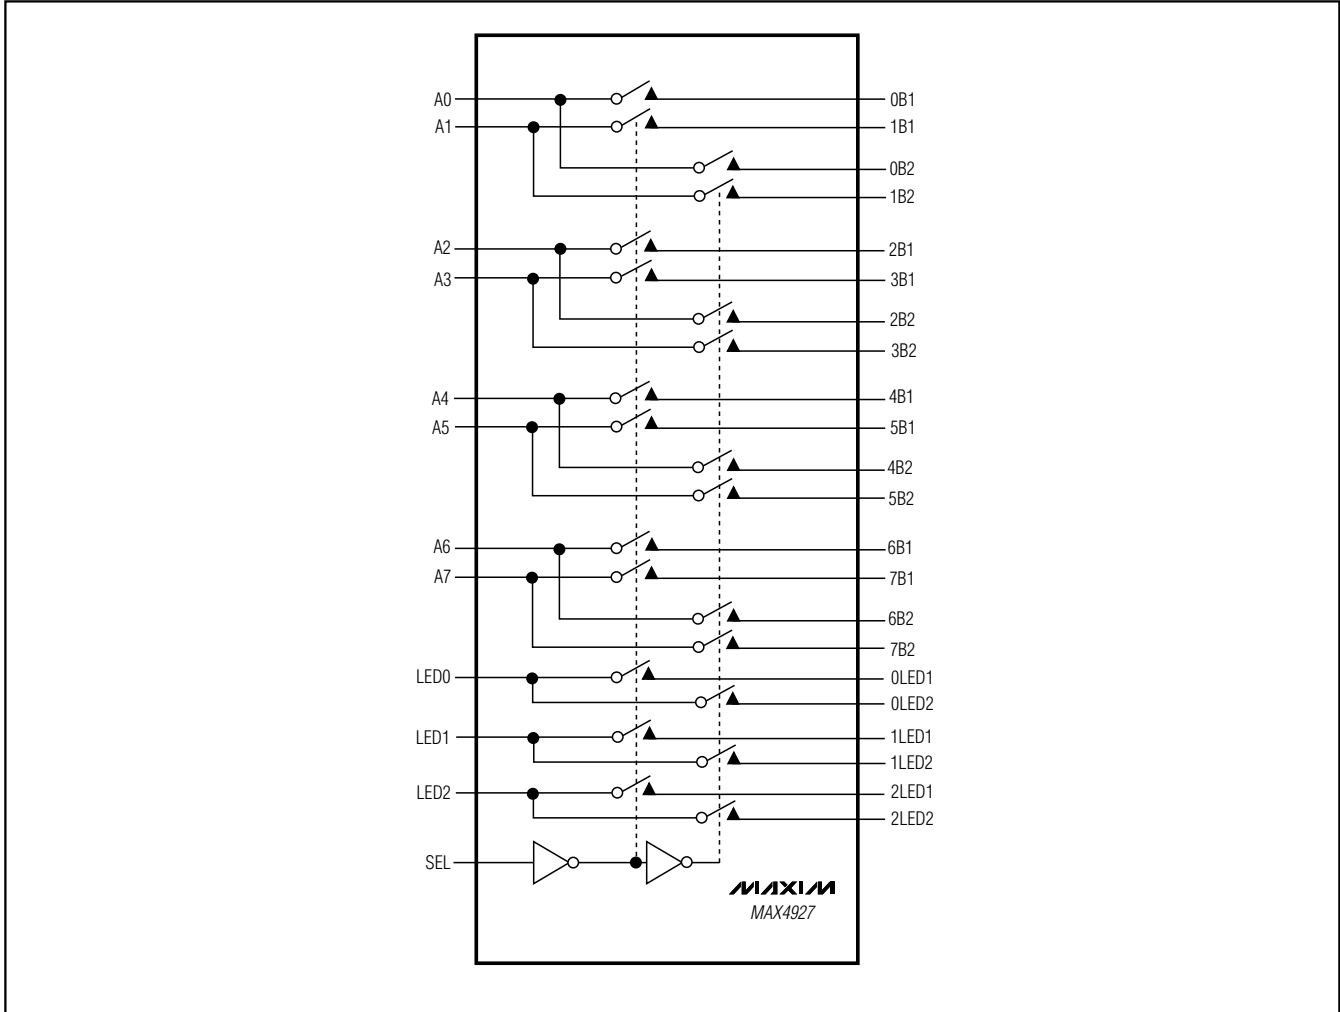 A0
0B1
A1
1B1
0B2
1B2
A2
2B1
A3
3B1
2B2
3B2
A4
4B1
A5
5B1
4B2
5B2
A6
6B1
A7
7B1
6B2
7B2
LED0
0LED1
0LED2
LED1
1LED1
1LED2
LED2
2LED1
2LED2
SEL
MAXIM
MAX4927